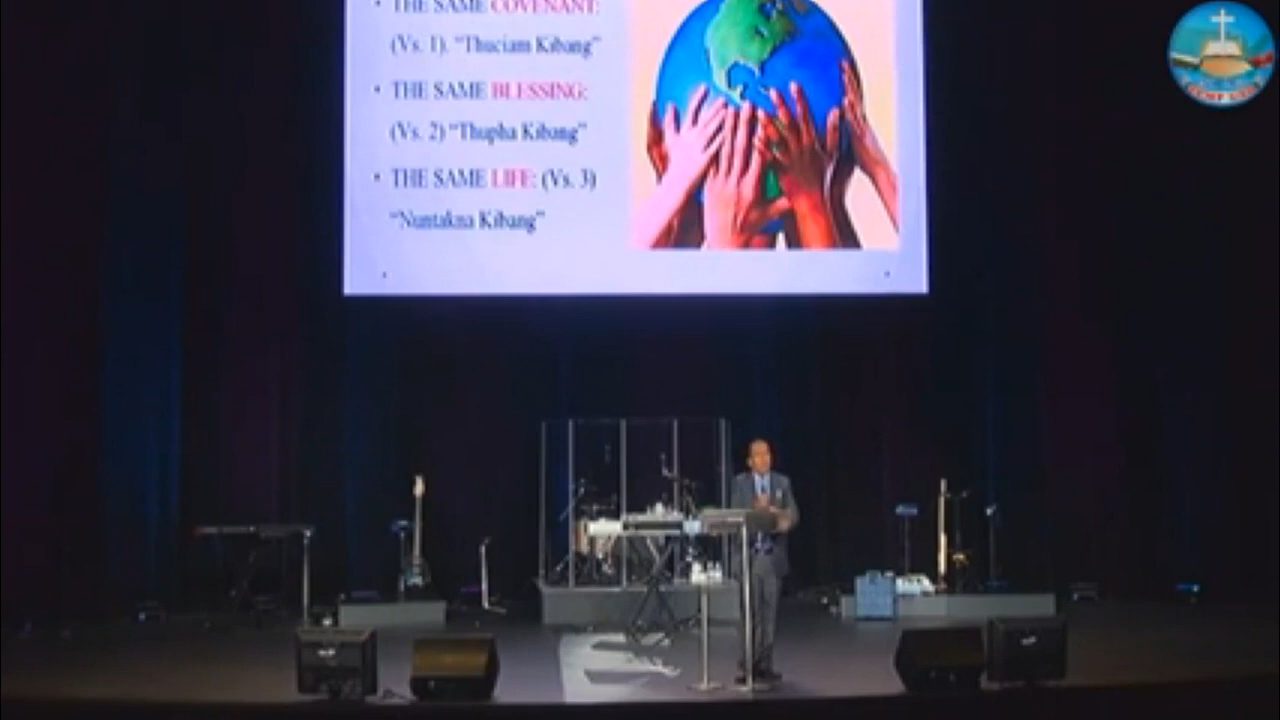 • THE SAME COVENANT:
(Vs. 1). “Thuciam Kibang”
• THE SAME BLESSING:
(Vs. 2) “Thupha Kibang”
• THE SAME LIFE: (Vs. 3)
“Nuntakna Kibang”